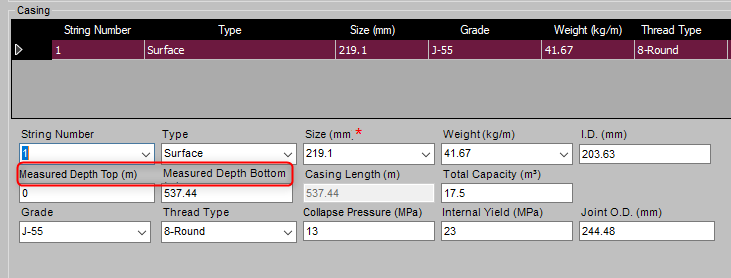 Casing
String Number Type Size (mm) Grade Weight (kg/m) Thread Type
1 Surface 219.1 J-55 41.67 8-Round
String Number Type Size (mm) * Weight (kg/m) I.D. (mm)
1 Surface 219.1 41.67 203.63
Measured Depth Top (m) Measured Depth Bottom Casing Length (m) Total Capacity (m³)
0 537.44 537.44 17.5
Grade Thread Type Collapse Pressure (MPa) Internal Yield (MPa) Joint O.D. (mm)
J-55 8-Round 13 23 244.48